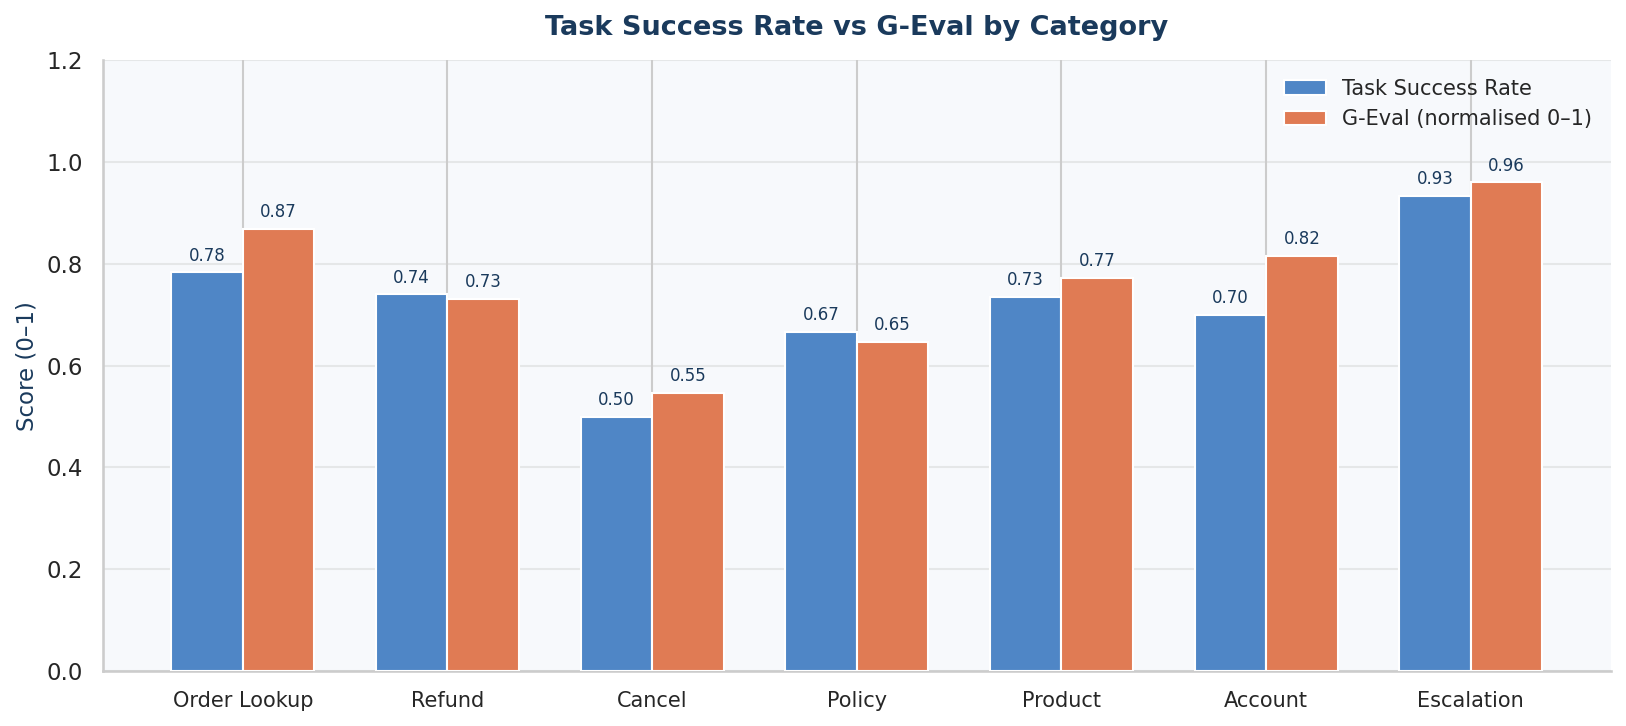 Task Success Rate vs G-Eval by Category
Score (0–1)
1.2
1.0
0.8
0.6
0.4
0.2
0.0
Task Success Rate
G-Eval (normalised 0–1)
0.78
0.87
0.74
0.73
0.50
0.55
0.67
0.65
0.73
0.77
0.70
0.82
0.93
0.96
Order Lookup
Refund
Cancel
Policy
Product
Account
Escalation